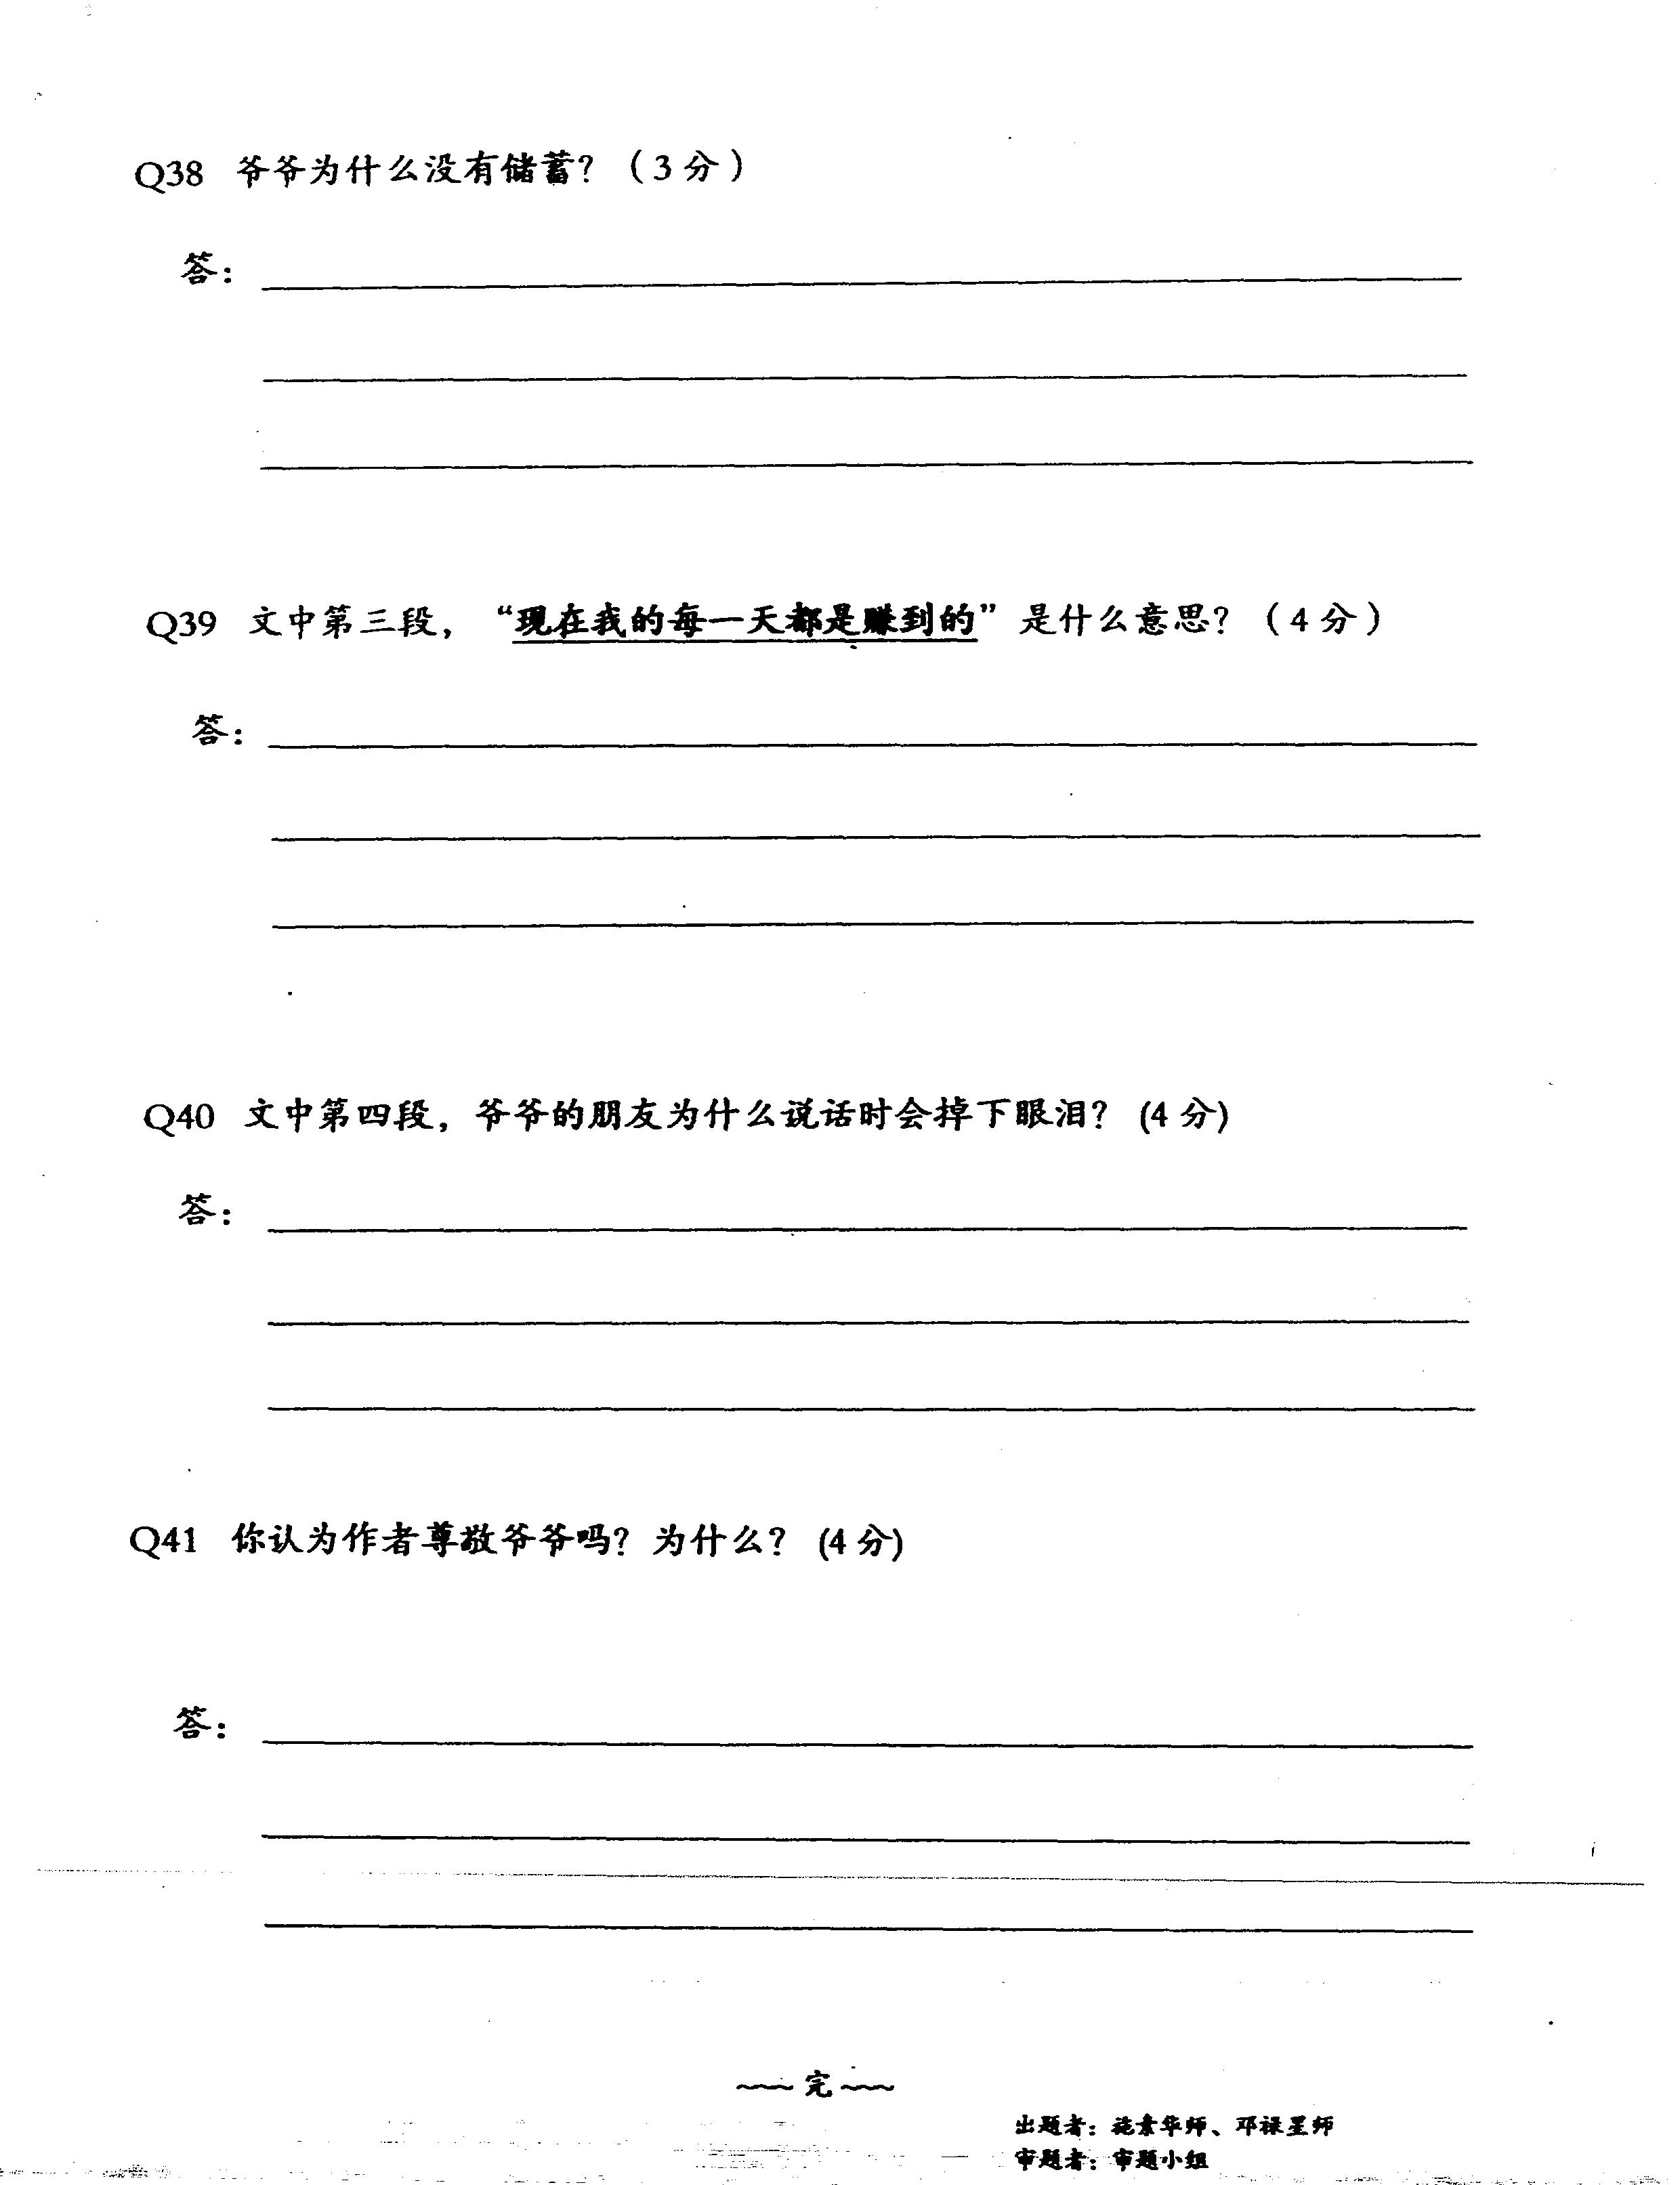 Q38 爷爷为什么没有储蓄？（3分）
答：
Q39 文中第三段，“现在我的每一天都是赚到的”是什么意思？（4分）
答：
Q40 文中第四段，爷爷的朋友为什么说话时会掉下眼泪？(4分)
答：
Q41 你认为作者尊敬爷爷吗？为什么？(4分)
答：
~~完~~
出题者：素华师、邓禄星师
审题者：审题小组